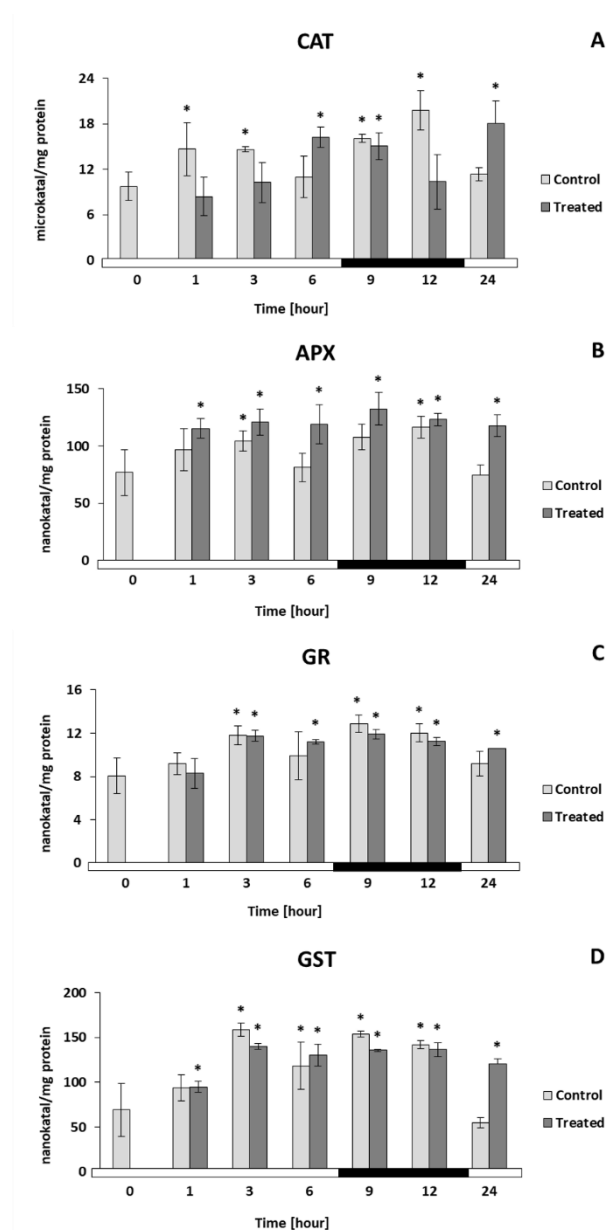 CAT A
24
* * * * * * *
18
12
6
0
microkatal/mg protein
Control
Treated
0 1 3 6 9 12 24
Time [hour]
APX B
150
* * * * * * * *
100
50
0
nanokatal/mg protein
Control
Treated
0 1 3 6 9 12 24
Time [hour]
GR C
16
* * * * * * * *
12
8
4
0
nanokatal/mg protein
Control
Treated
0 1 3 6 9 12 24
Time [hour]
GST D
200
* * * * * * * * * *
150
100
50
0
nanokatal/mg protein
Control
Treated
0 1 3 6 9 12 24
Time [hour]